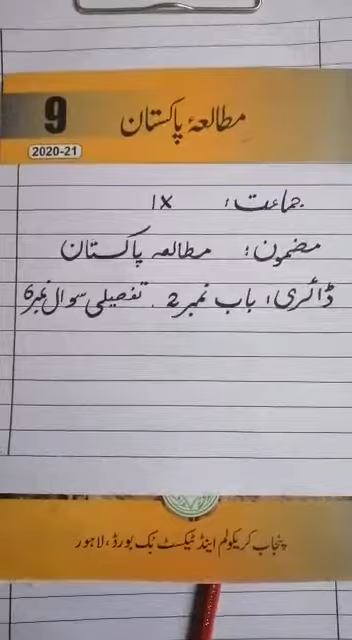 مطالعۂ پاکستان
9
2020-21
جماعت: IX
مضمون: مطالعہ پاکستان
ڈائری: باب نمبر 2 . تفصیلی سوال نمبر 6
پنجاب کریکولم اینڈ ٹیکسٹ بک بورڈ، لاہور